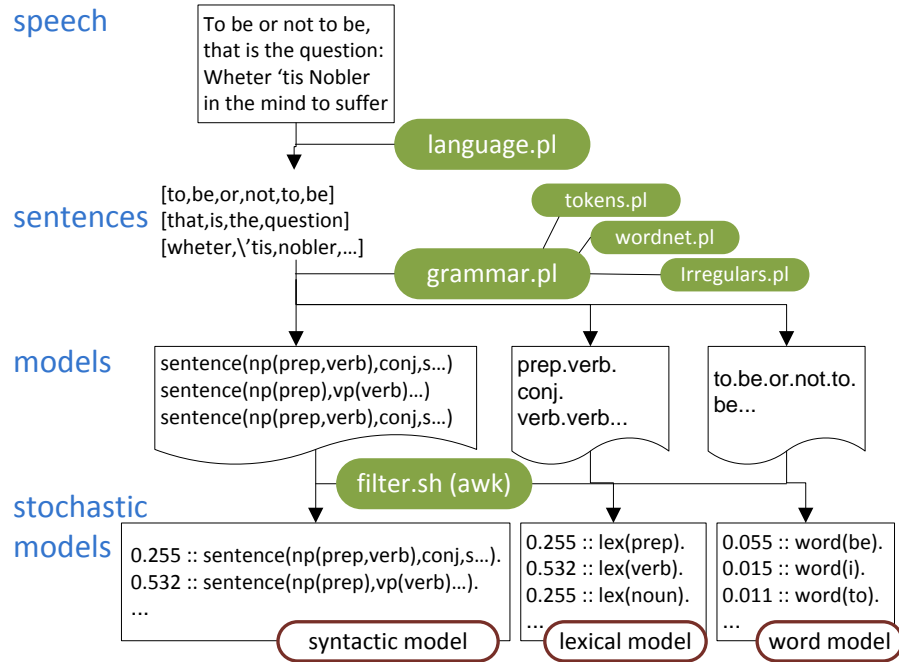 speech
To be or not to be,
that is the question:
Wheter ‘tis Nobler
in the mind to suffer
language.pl
sentences
[to,be,or,not,to,be]
[that,is,the,question]
[wheter,\’tis,nobler,...]
tokens.pl
wordnet.pl
grammar.pl
Irregulars.pl
models
sentence(np(prep,verb),conj,s...)
sentence(np(prep),vp(verb)...)
sentence(np(prep,verb),conj,s...)
prep.verb.
conj.
verb.verb...
to.be.or.not.to.
be...
filter.sh (awk)
stochastic
models
0.255 :: sentence(np(prep,verb),conj,s...).
0.532 :: sentence(np(prep),vp(verb)...).
...
syntactic model
0.255 :: lex(prep).
0.532 :: lex(verb).
0.255 :: lex(noun).
...
lexical model
0.055 :: word(be).
0.015 :: word(i).
0.011 :: word(to).
...
word model